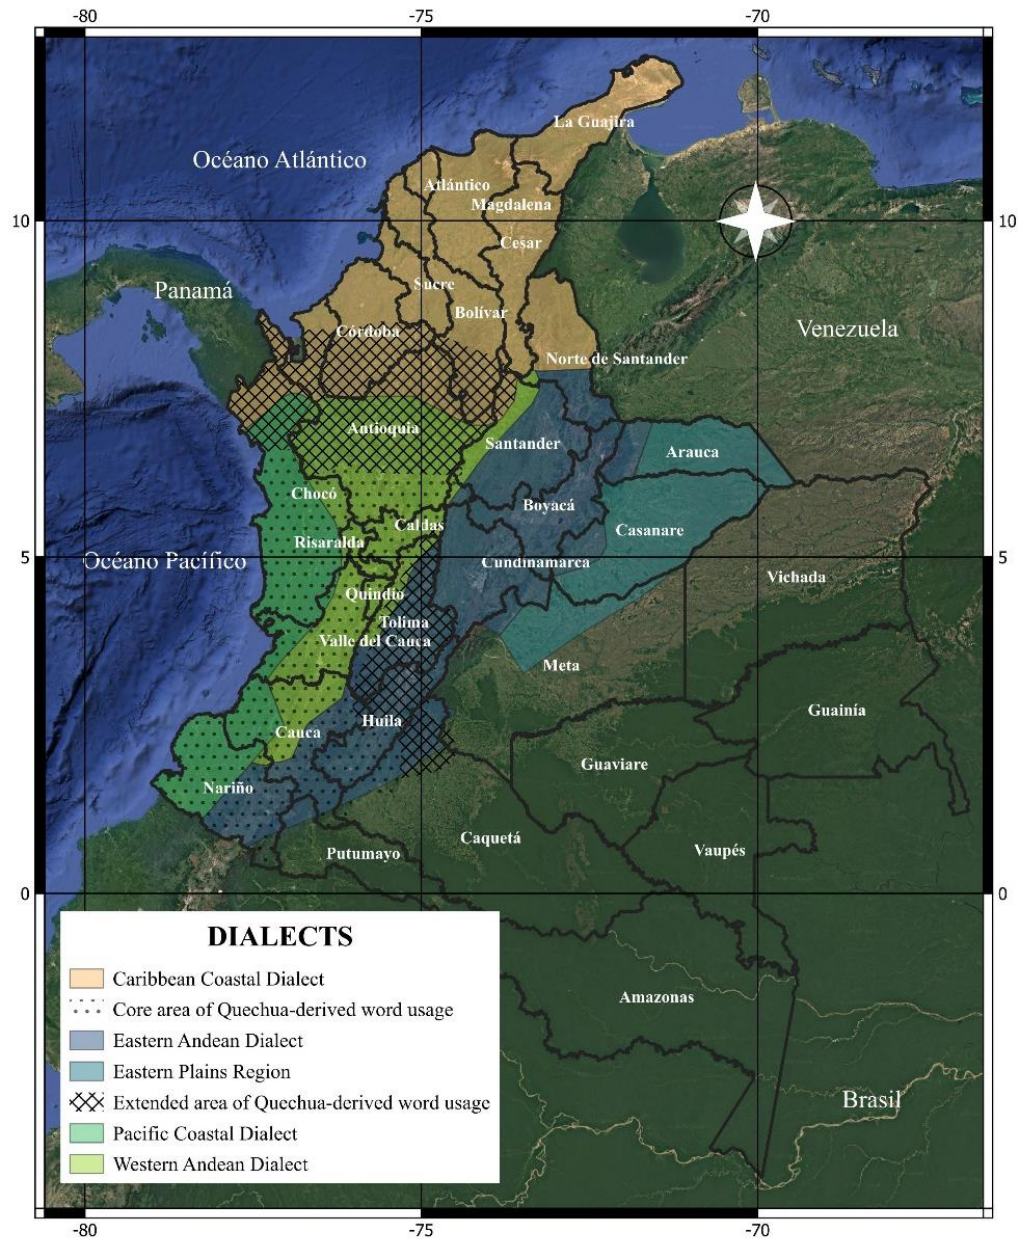 -80 -75 -70
La Guajira
Océano Atlántico
Atlántico
Magdalena
10 10
Cesar
Sucre
Panamá
Bolívar
Córdoba
Venezuela
Norte de Santander
Antioquia
Santander
Arauca
Chocó
Boyacá
Caldas
Casanare
Risaralda
Océano Pacífico
5 5
Cundinamarca
Vichada
Quindío
Tolima
Valle del Cauca
Meta
Guainía
Huila
Cauca
Guaviare
Nariño
Caquetá
Vaupés
Putumayo
0 0
DIALECTS
Caribbean Coastal Dialect
Core area of Quechua-derived word usage
Eastern Andean Dialect
Eastern Plains Region
Extended area of Quechua-derived word usage
Pacific Coastal Dialect
Western Andean Dialect
Amazonas
Brasil
-80 -75 -70